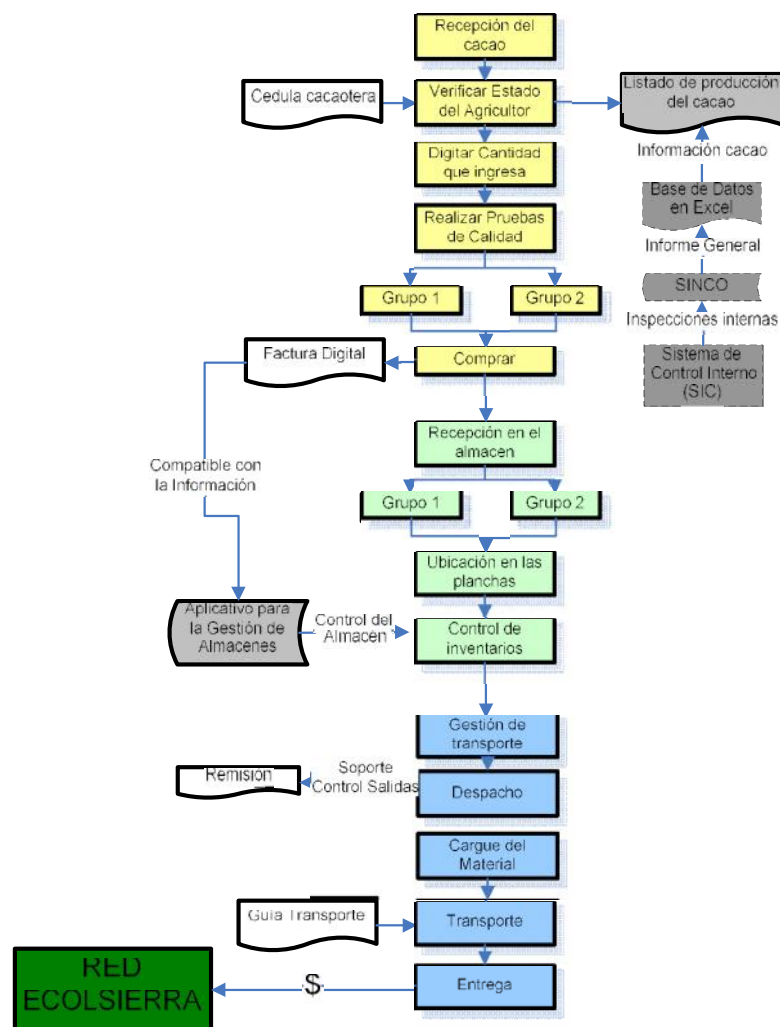 Recepción del
cacao
Cedula cacaotera
Verificar Estado
del Agricultor
Listado de producción
del cacao
Digitar Cantidad
que ingresa
Información cacao
Realizar Pruebas
de Calidad
Base de Datos
en Excel
Informe General
Grupo 1
Grupo 2
SINCO
Inspecciones internas
Factura Digital
Comprar
Sistema de
Control Interno
(SIC)
Recepción en el
almacen
Compatible con
la Información
Grupo 1
Grupo 2
Ubicación en las
planchas
Aplicativo para
la Gestión de
Almacenes
Control del
Almacén
Control de
inventarios
Gestión de
transporte
Remisión
Soporte
Control Salidas
Despacho
Cargue del
Material
Guía Transporte
Transporte
RED
ECOLSIERRA
$
Entrega